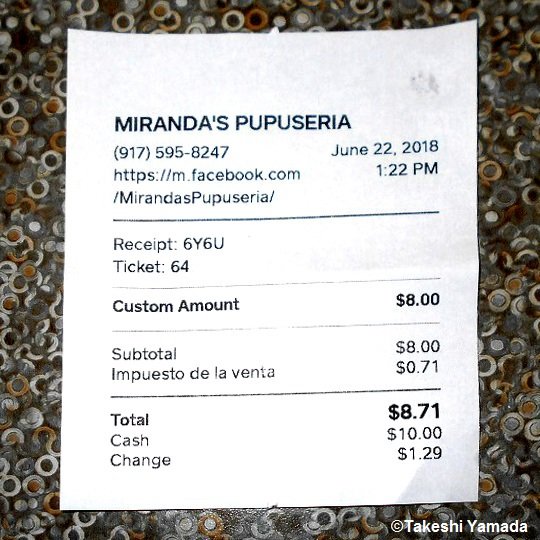 MIRANDA'S PUPUSERIA
(917) 595-8247 June 22, 2018
https://m.facebook.com 1:22 PM
/MirandasPupuseria/
Receipt: 6Y6U
Ticket: 64
Custom Amount $8.00
Subtotal $8.00
Impuesto de la venta $0.71
Total $8.71
Cash $10.00
Change $1.29
©Takeshi Yamada